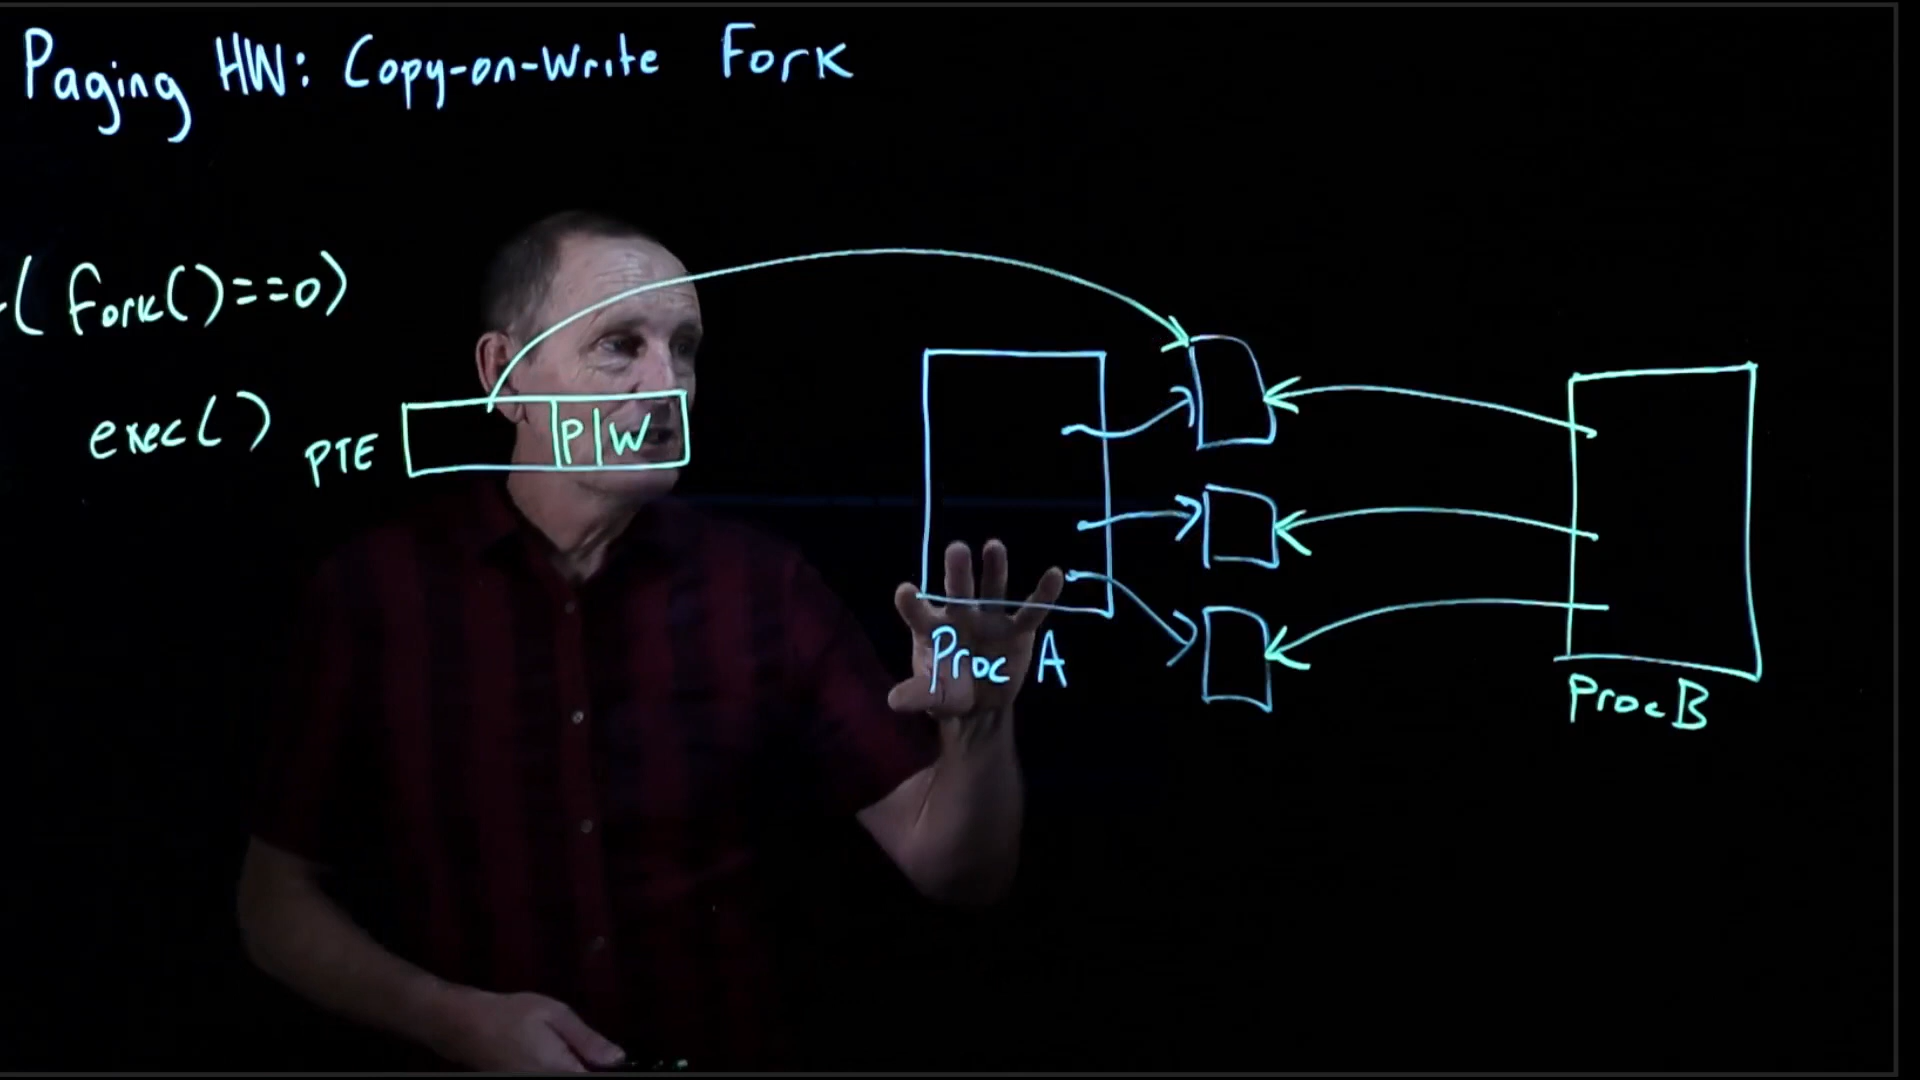 Paging HW: Copy-on-Write Fork
( fork()==0)
exec()
PTE
P|W
Proc A
Proc B